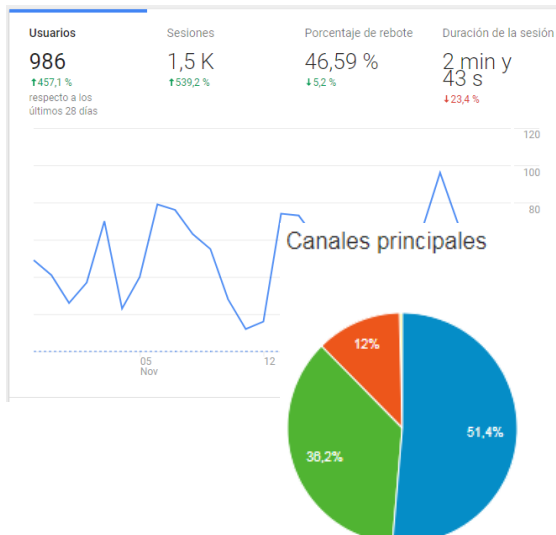 Usuarios
986
↑457,1 %
respecto a los
últimos 28 días
Sesiones
1,5 K
↑539,2 %
Porcentaje de rebote
46,59 %
↓5,2 %
Duración de la sesión
2 min y
43 s
↓23,4 %
120
100
80
05
Nov
12
Canales principales
12%
51,4%
36,2%